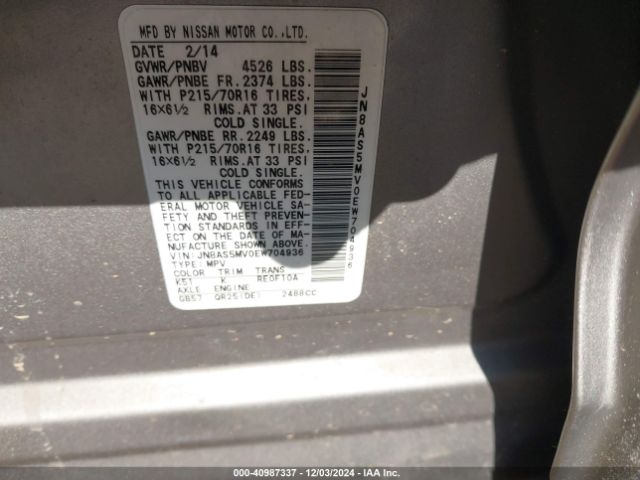 MFD BY NISSAN MOTOR CO.,LTD.
DATE 2/14
GVWR/PNBV 4526 LBS.
GAWR/PNBE FR. 2374 LBS.
WITH P215/70R16 TIRES.
16×6½ RIMS. AT 33 PSI
COLD SINGLE.
GAWR/PNBE RR. 2249 LBS.
WITH P215/70R16 TIRES.
16×6½ RIMS. AT 33 PSI
COLD SINGLE.
THIS VEHICLE CONFORMS
TO ALL APPLICABLE FED-
ERAL MOTOR VEHICLE SA-
FETY AND THEFT PREVEN-
TION STANDARDS IN EFF-
ECT ON THE DATE OF MA-
NUFACTURE SHOWN ABOVE.
VIN: JN8AS5MV0EW704936
TYPE: MPV
COLOR TRIM TRANS
K51 K RE0F10A
AXLE ENGINE
GB57 QR25(DE) 2488CC
JN8AS5MV0EW704936
000-40987337 - 12/03/2024 - IAA Inc.